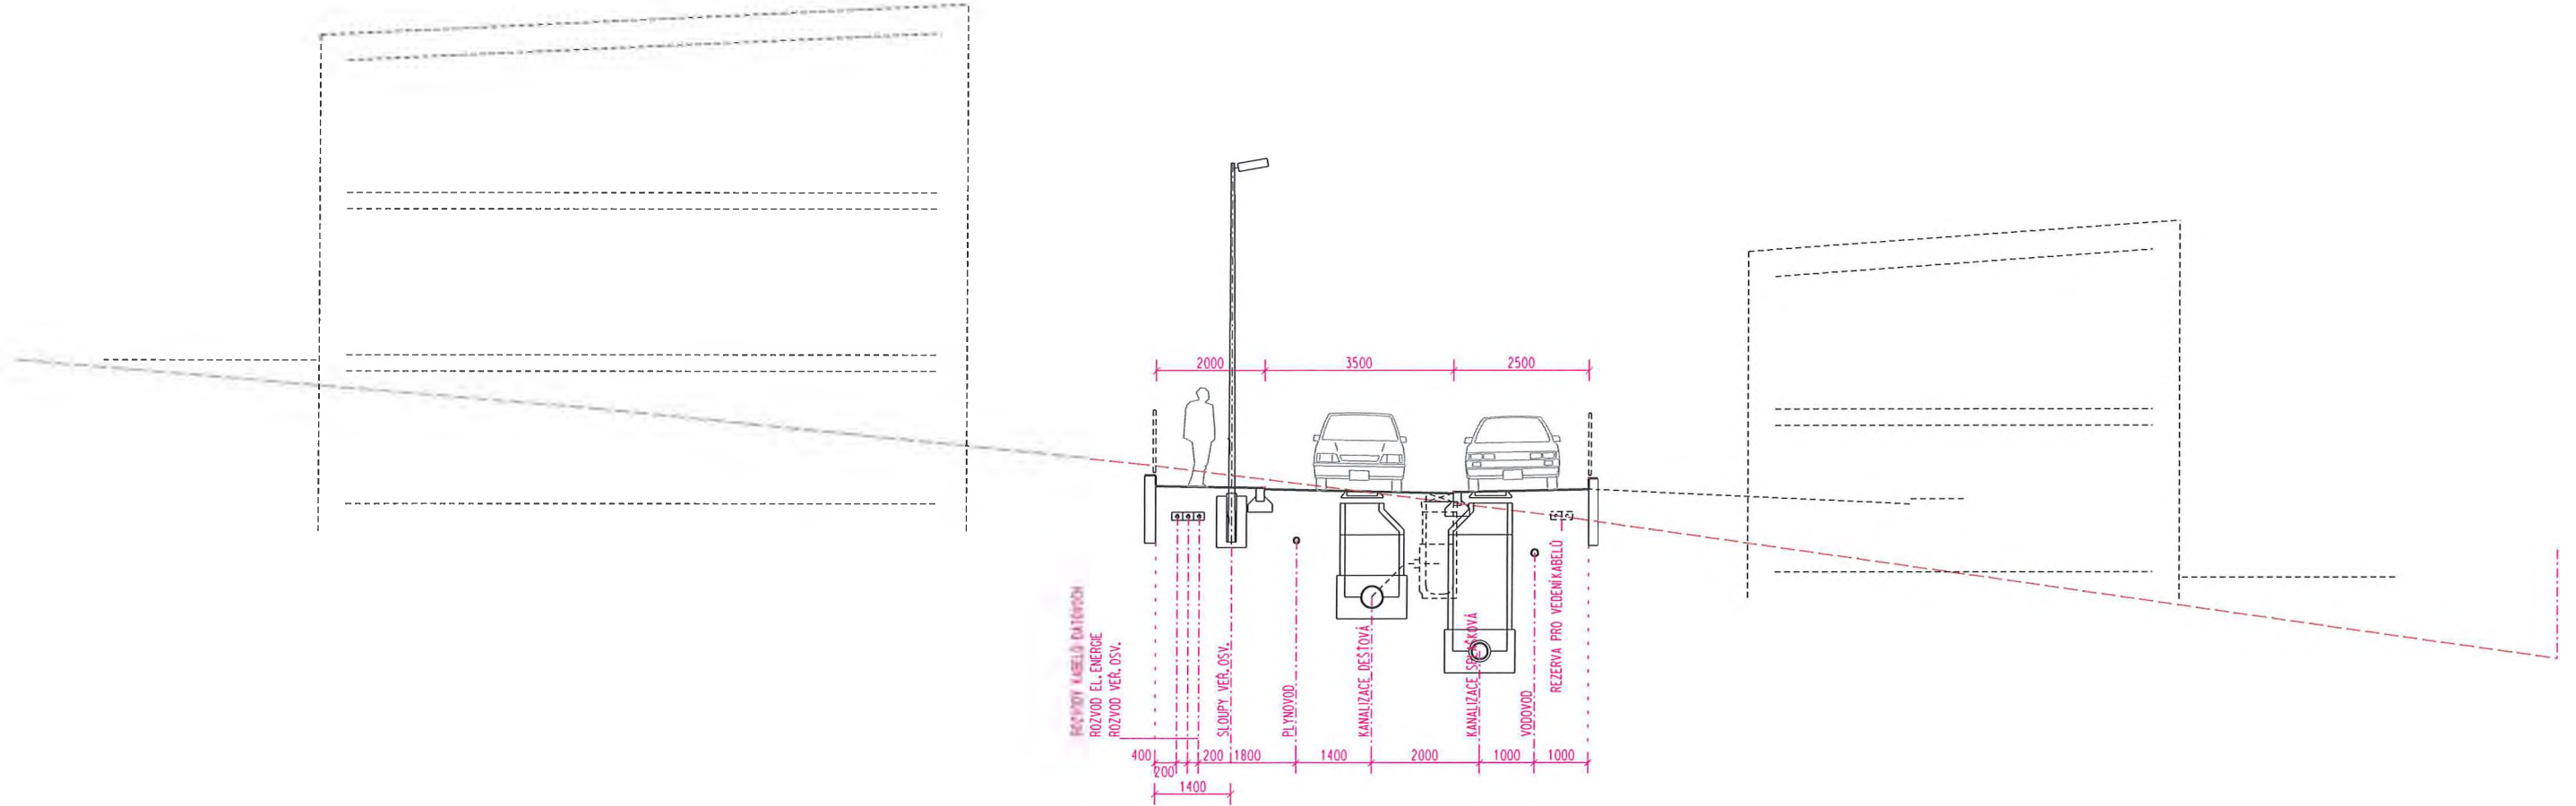 2000
3500
2500
ROZVODY KABELŮ DATOVÝCH
ROZVOD EL.ENERGIE
ROZVOD VEŘ.OSV.
SLOUPY VEŘ.OSV.
PLYNOVOD
KANALIZACE DEŠŤOVÁ
KANALIZACE SPLAŠKOVÁ
VODOVOD
REZERVA PRO VEDENÍ KABELŮ
400
200
200
1800
1400
2000
1000
1000
1400